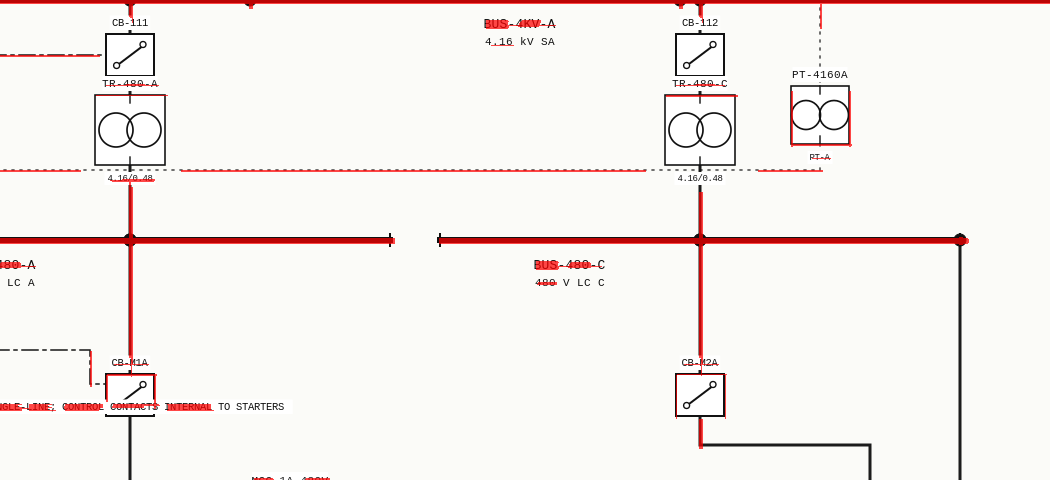 CB-111
BUS-4KV-A
CB-112
4.16 kV SA
PT-4160A
TR-480-A
TR-480-C
PT-A
4.16/0.48
4.16/0.48
480-A
BUS-480-C
LC A
480 V LC C
CB-M1A
CB-M2A
LINE, CONTROL CONTACTS INTERNAL TO STARTERS